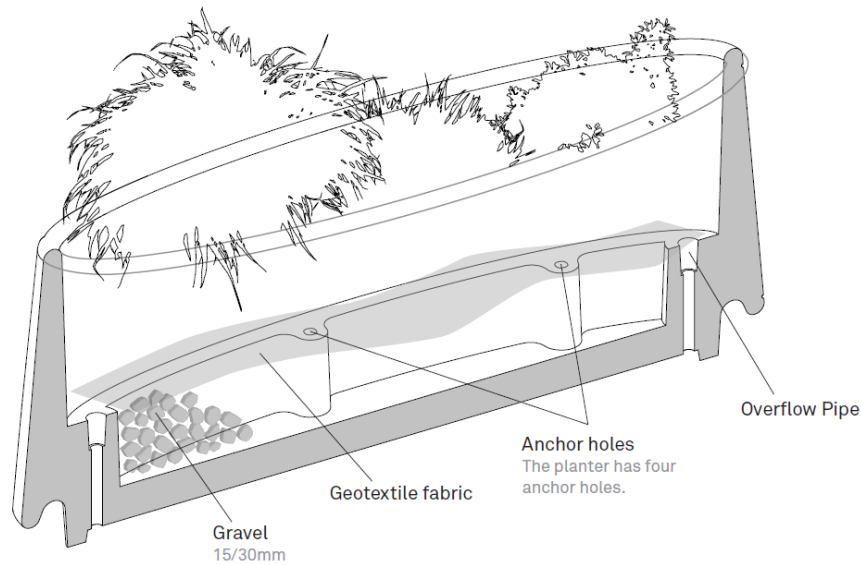 Overflow Pipe
Anchor holes
The planter has four
anchor holes.
Geotextile fabric
Gravel
15/30mm